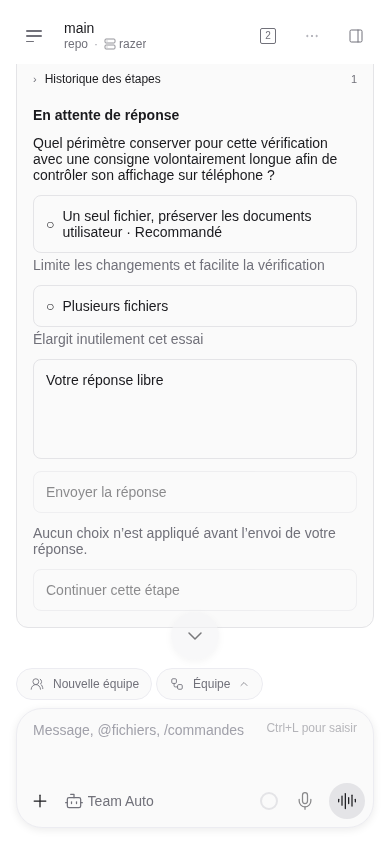 main
repo · razer
2
Historique des étapes
1
En attente de réponse
Quel périmètre conserver pour cette vérification
avec une consigne volontairement longue afin de
contrôler son affichage sur téléphone ?
Un seul fichier, préserver les documents
utilisateur · Recommandé
Limite les changements et facilite la vérification
Plusieurs fichiers
Élargit inutilement cet essai
Votre réponse libre
Envoyer la réponse
Aucun choix n’est appliqué avant l’envoi de votre
réponse.
Continuer cette étape
Nouvelle équipe
Équipe
Message, @fichiers, /commandes
Ctrl+L pour saisir
Team Auto